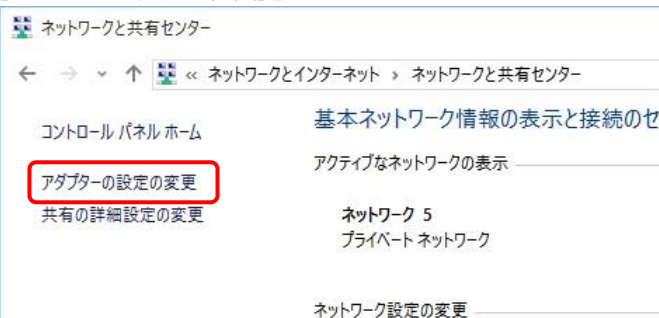 ネットワークと共有センター
« ネットワークとインターネット › ネットワークと共有センター
コントロール パネル ホーム
アダプターの設定の変更
共有の詳細設定の変更
基本ネットワーク情報の表示と接続のセ
アクティブなネットワークの表示
ネットワーク 5
プライベート ネットワーク
ネットワーク設定の変更